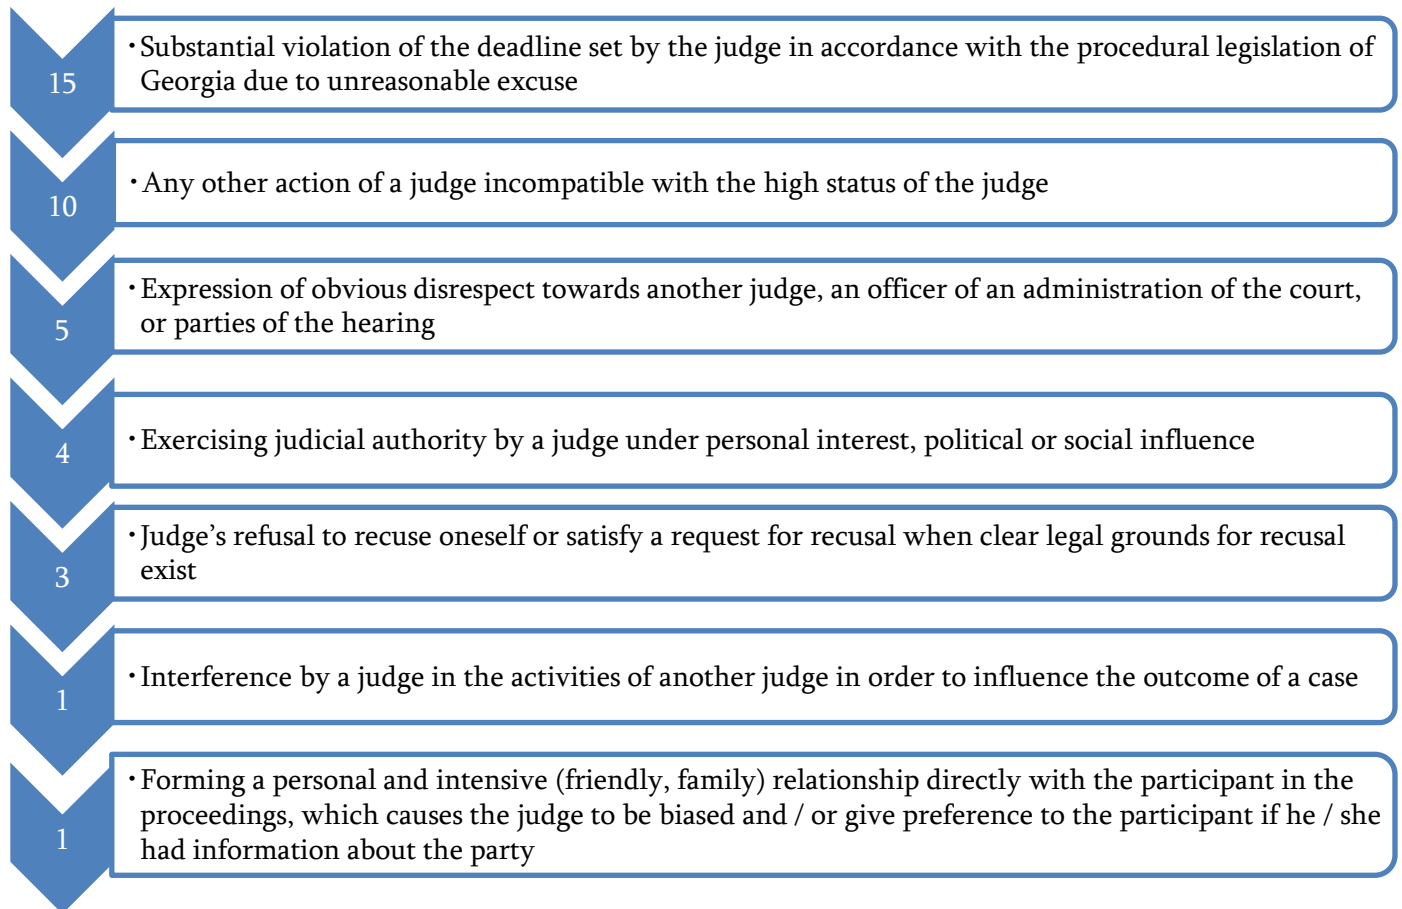 15
·Substantial violation of the deadline set by the judge in accordance with the procedural legislation of
Georgia due to unreasonable excuse
10
·Any other action of a judge incompatible with the high status of the judge
5
·Expression of obvious disrespect towards another judge, an officer of an administration of the court,
or parties of the hearing
4
·Exercising judicial authority by a judge under personal interest, political or social influence
3
·Judge’s refusal to recuse oneself or satisfy a request for recusal when clear legal grounds for recusal
exist
1
·Interference by a judge in the activities of another judge in order to influence the outcome of a case
1
·Forming a personal and intensive (friendly, family) relationship directly with the participant in the
proceedings, which causes the judge to be biased and / or give preference to the participant if he / she
had information about the party